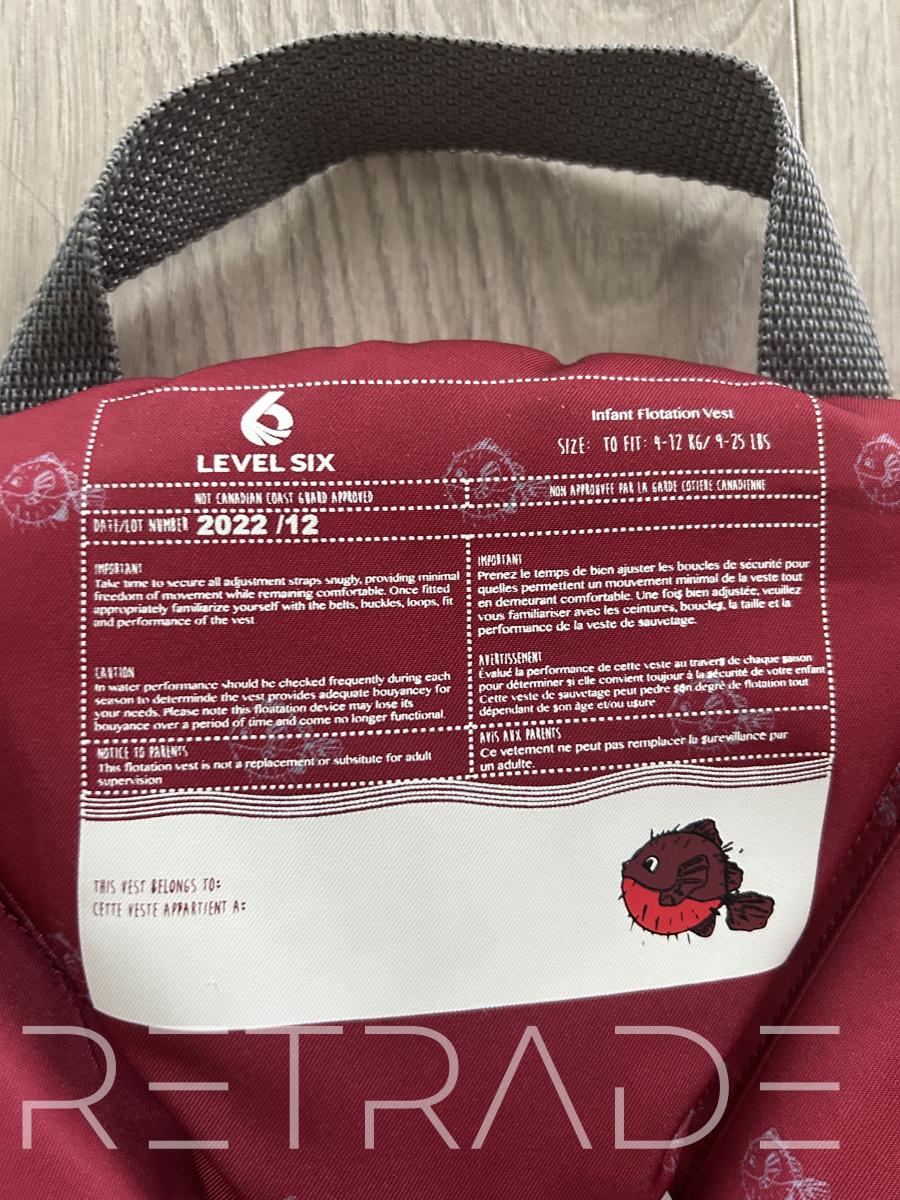 LEVEL SIX
Infant Flotation Vest
SIZE: TO FIT: 4-12 KG/ 9-25 LBS
NOT CANADIAN COAST GUARD APPROVED
NON APPROUVEE PAR LA GARDE COTIERE CANADIENNE
DATE/LOT NUMBER 2022 /12
IMPORTANT
Take time to secure all adjustment straps snugly, providing minimal
freedom of movement while remaining comfortable. Once fitted
appropriately familiarize yourself with the belts, buckles, loops, fit
and performance of the vest
CAUTION
In water performance should be checked frequently during each
season to determinde the vest provides adequate bouyancey for
your needs. Please note this floatation device may lose its
bouyance over a period of time and come no longer functional.
NOTICE TO PARENTS
This flotation vest is not a replacement or subsitute for adult
supervision
IMPORTANT
Prenez le temps de bien ajuster les boucles de sécurité pour
quelles permettent un mouvement minimal de la veste tout
en demeurant comfortable. Une fois bien adjustée, veuillez
vous familiariser avec les ceintures, boucles, la taille et la
performance de la veste de sauvetage.
AVERTISSEMENT
Évalué la performance de cette veste au travers de chaque saison
pour déterminer si elle convient toujour à la sécurité de votre enfant
Cette veste de sauvetage peut pedre son degré de flotation tout
dépendant de son âge et/ou usure
AVIS AUX PARENTS
Ce vetement ne peut pas remplacer la surevillance par
un adulte.
THIS VEST BELONGS TO:
CETTE VESTE APPARTIENT A:
RETRADE